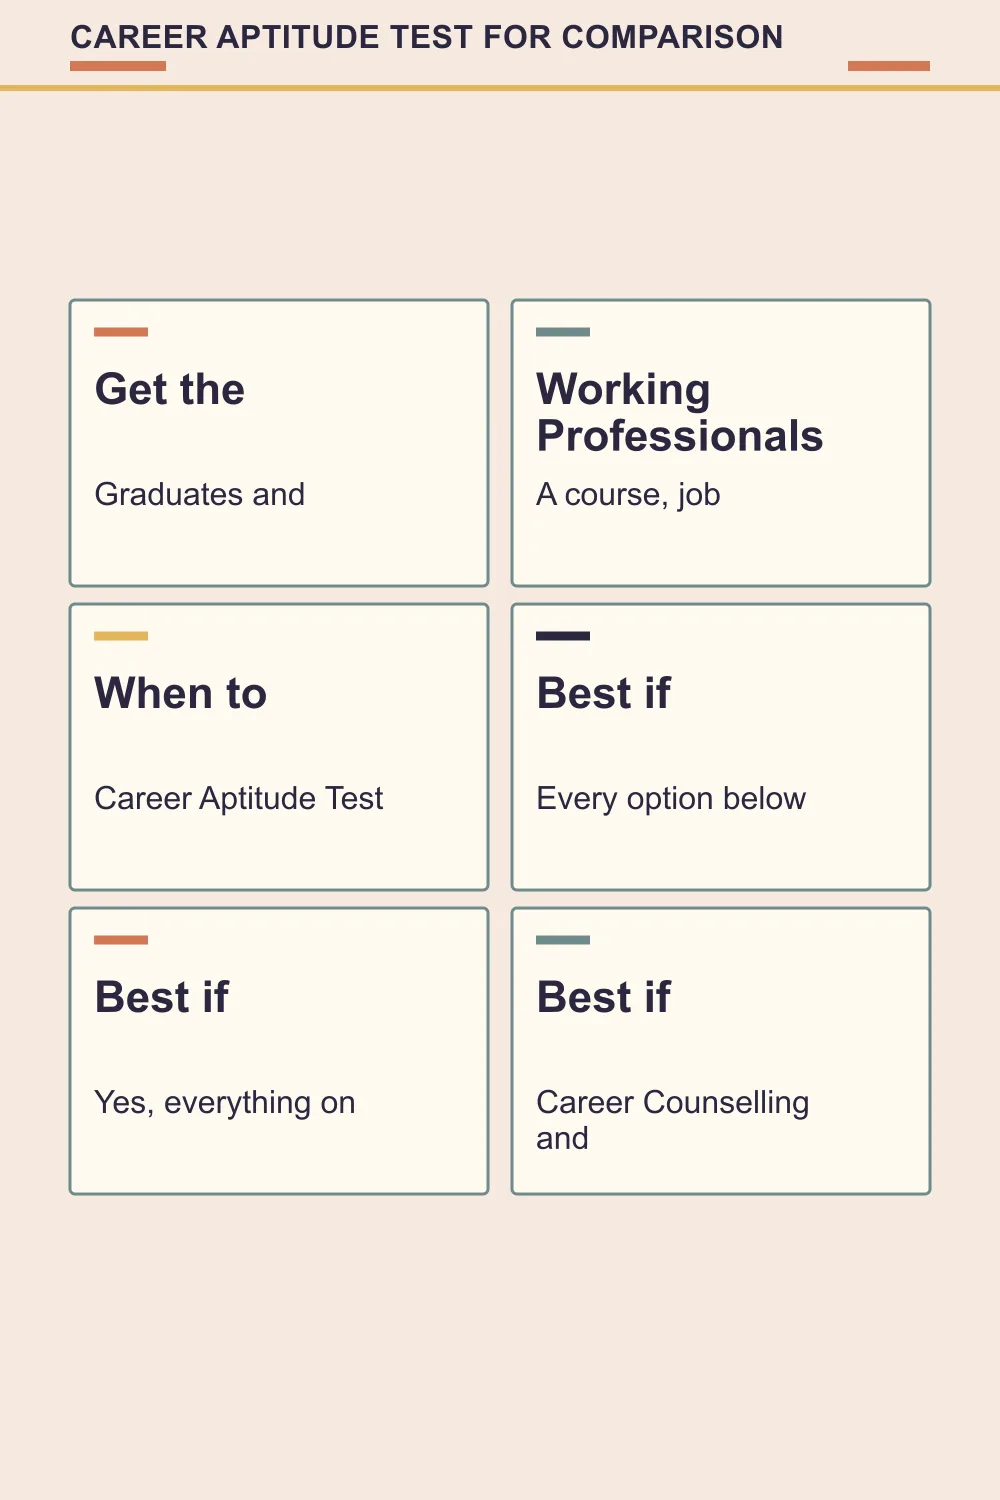 CAREER APTITUDE TEST FOR COMPARISON
Get the
Graduates and
Working
Professionals
A course, job
When to
Career Aptitude Test
Best if
Every option below
Best if
Yes, everything on
Best if
Career Counselling
and